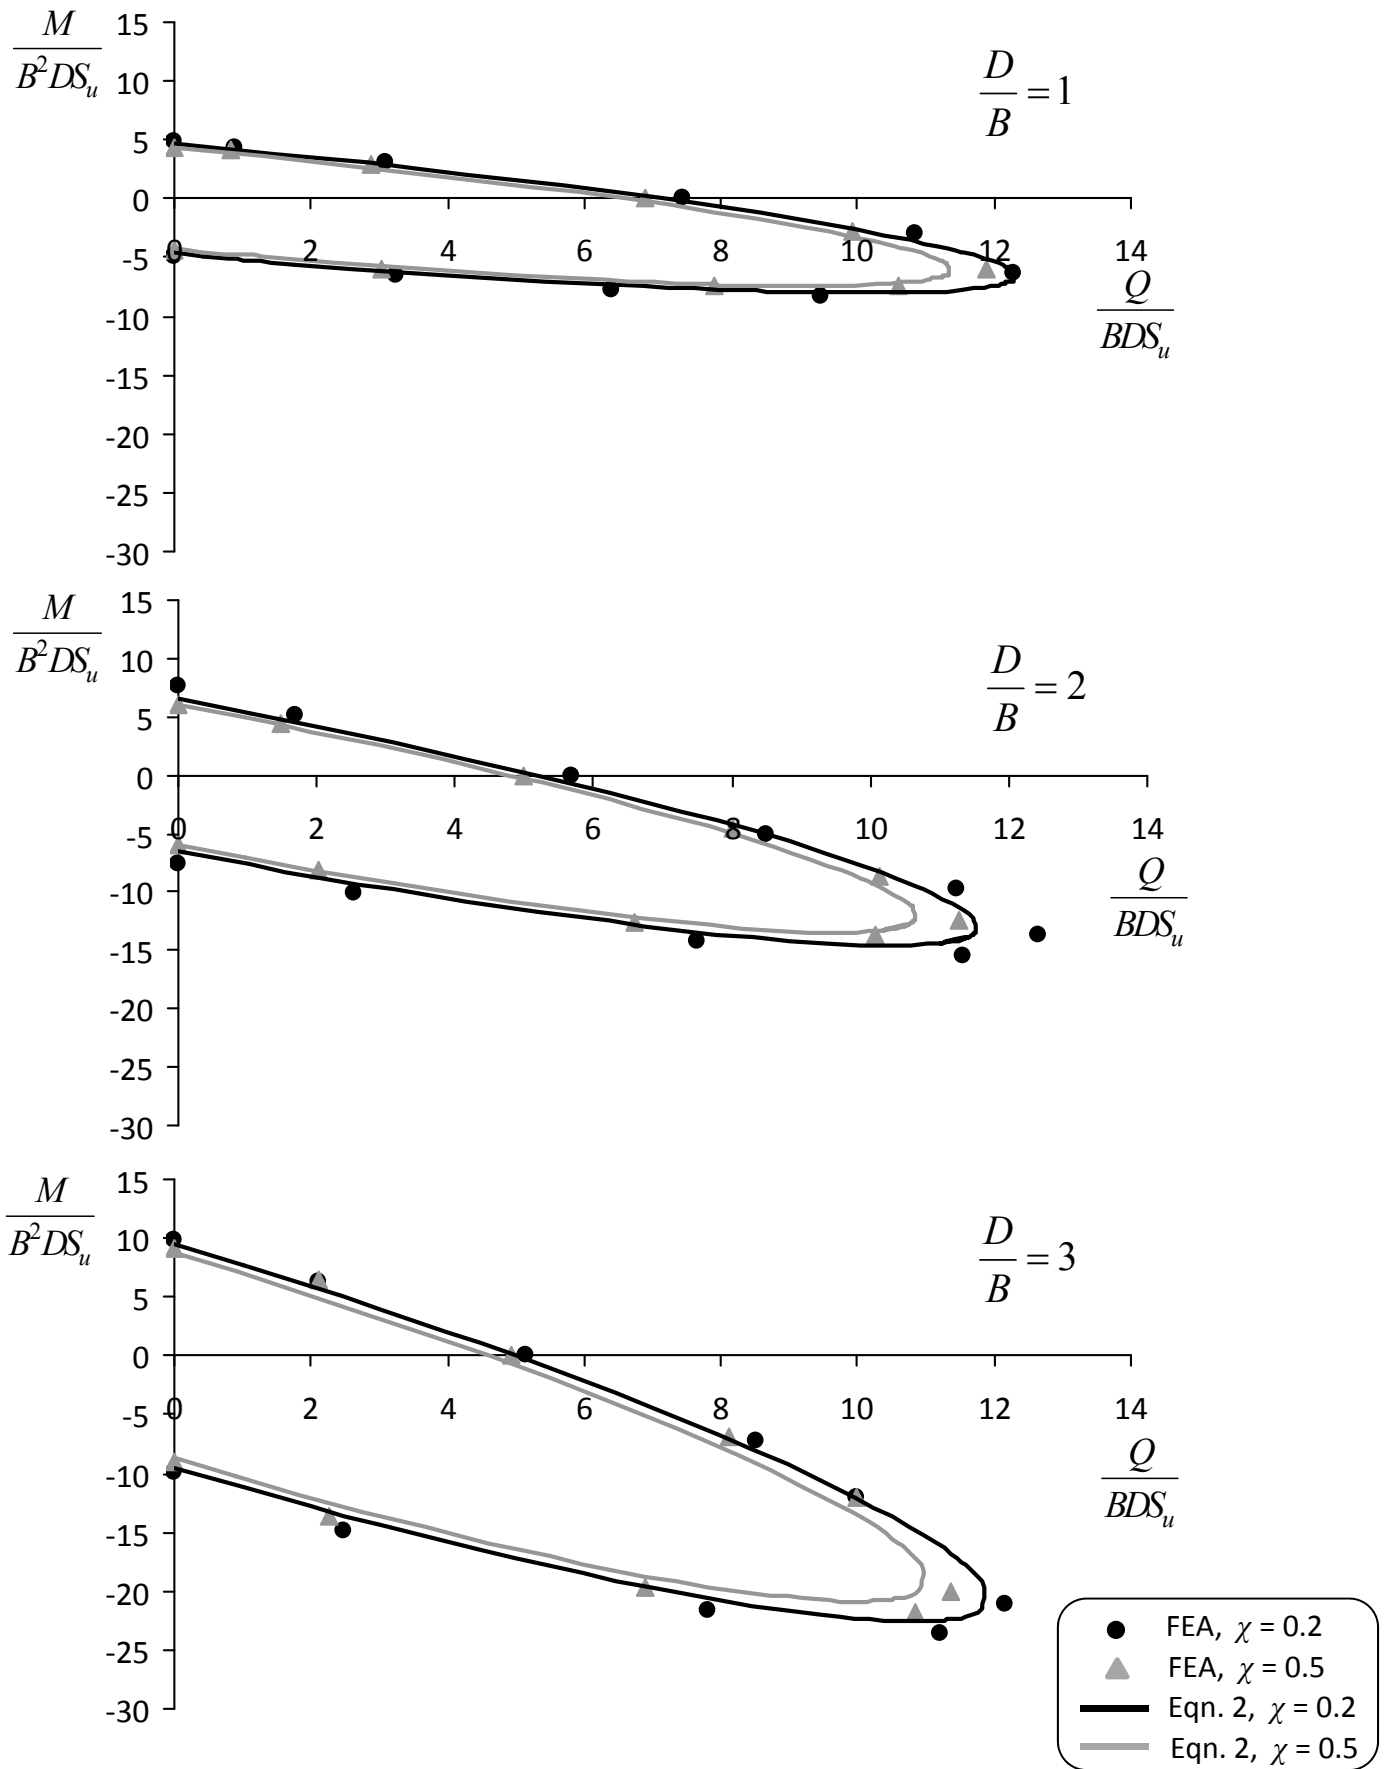 M
B²DSᵤ
15
10
5
0
-5
-10
-15
-20
-25
-30
0 2 4 6 8 10 12 14
D
B
= 1
Q
BDSᵤ
M
B²DSᵤ
15
10
5
0
-5
-10
-15
-20
-25
-30
0 2 4 6 8 10 12 14
D
B
= 2
Q
BDSᵤ
M
B²DSᵤ
15
10
5
0
-5
-10
-15
-20
-25
-30
0 2 4 6 8 10 12 14
D
B
= 3
Q
BDSᵤ
FEA, χ = 0.2
FEA, χ = 0.5
Eqn. 2, χ = 0.2
Eqn. 2, χ = 0.5